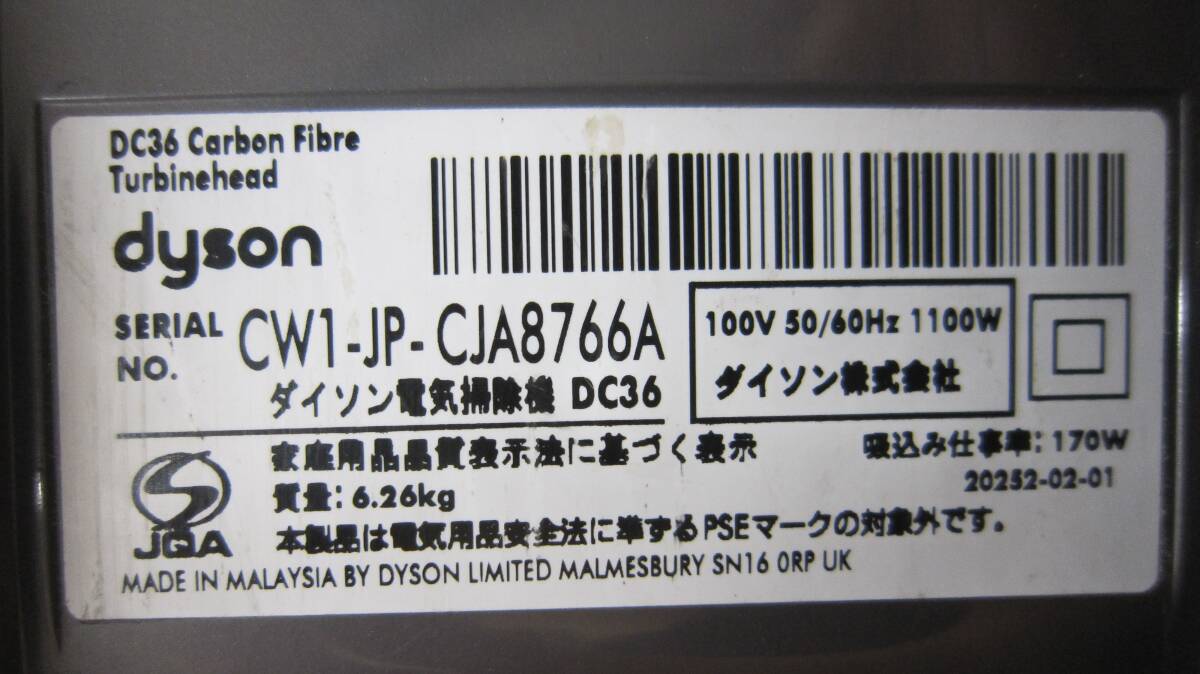 DC36 Carbon Fibre
Turbinehead
dyson
SERIAL NO. CW1-JP-CJA8766A
ダイソン電気掃除機 DC36
100V 50/60Hz 1100W
ダイソン株式会社
家庭用品品質表示法に基づく表示
質量: 6.26kg
吸込み仕事率: 170W
20252-02-01
本製品は電気用品安全法に準ずるPSEマークの対象外です。
JQA
MADE IN MALAYSIA BY DYSON LIMITED MALMESBURY SN16 0RP UK